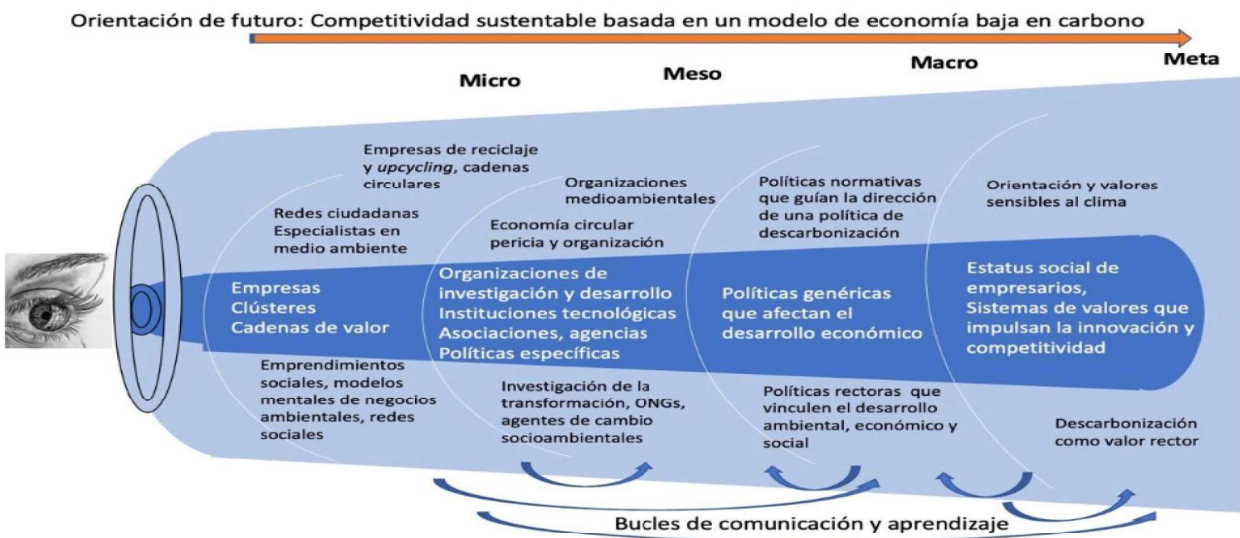 Orientación de futuro: Competitividad sustentable basada en un modelo de economía baja en carbono
Micro
Meso
Macro
Meta
Empresas de reciclaje
y upcycling, cadenas
circulares
Redes ciudadanas
Especialistas en
medio ambiente
Empresas
Clústeres
Cadenas de valor
Emprendimientos
sociales, modelos
mentales de negocios
ambientales, redes
sociales
Organizaciones
medioambientales
Economía circular
pericia y organización
Organizaciones de
investigación y desarrollo
Instituciones tecnológicas
Asociaciones, agencias
Políticas específicas
Investigación de la
transformación, ONGs,
agentes de cambio
socioambientales
Políticas normativas
que guían la dirección
de una política de
descarbonización
Políticas genéricas
que afectan el
desarrollo económico
Políticas rectoras que
vinculen el desarrollo
ambiental, económico y
social
Orientación y valores
sensibles al clima
Estatus social de
empresarios,
Sistemas de valores que
impulsan la innovación y
competitividad
Descarbonización
como valor rector
Bucles de comunicación y aprendizaje